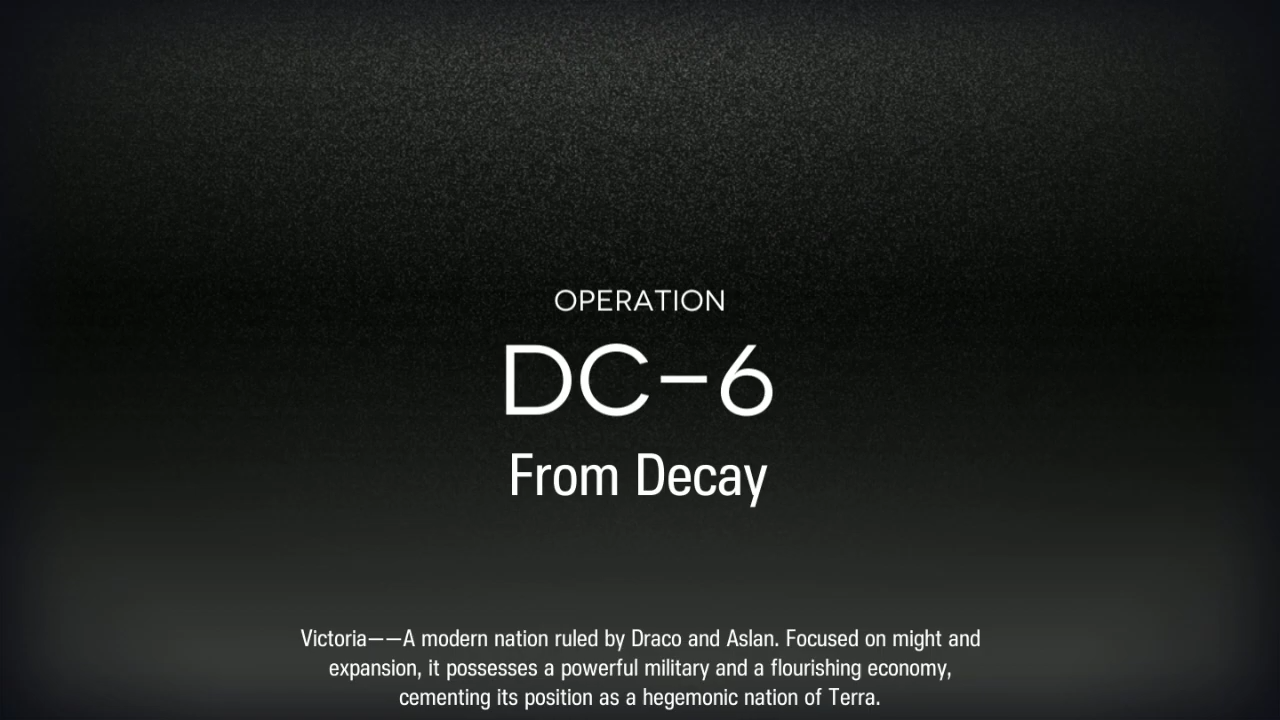 OPERATION
DC-6
From Decay
Victoria——A modern nation ruled by Draco and Aslan. Focused on might and
expansion, it possesses a powerful military and a flourishing economy,
cementing its position as a hegemonic nation of Terra.